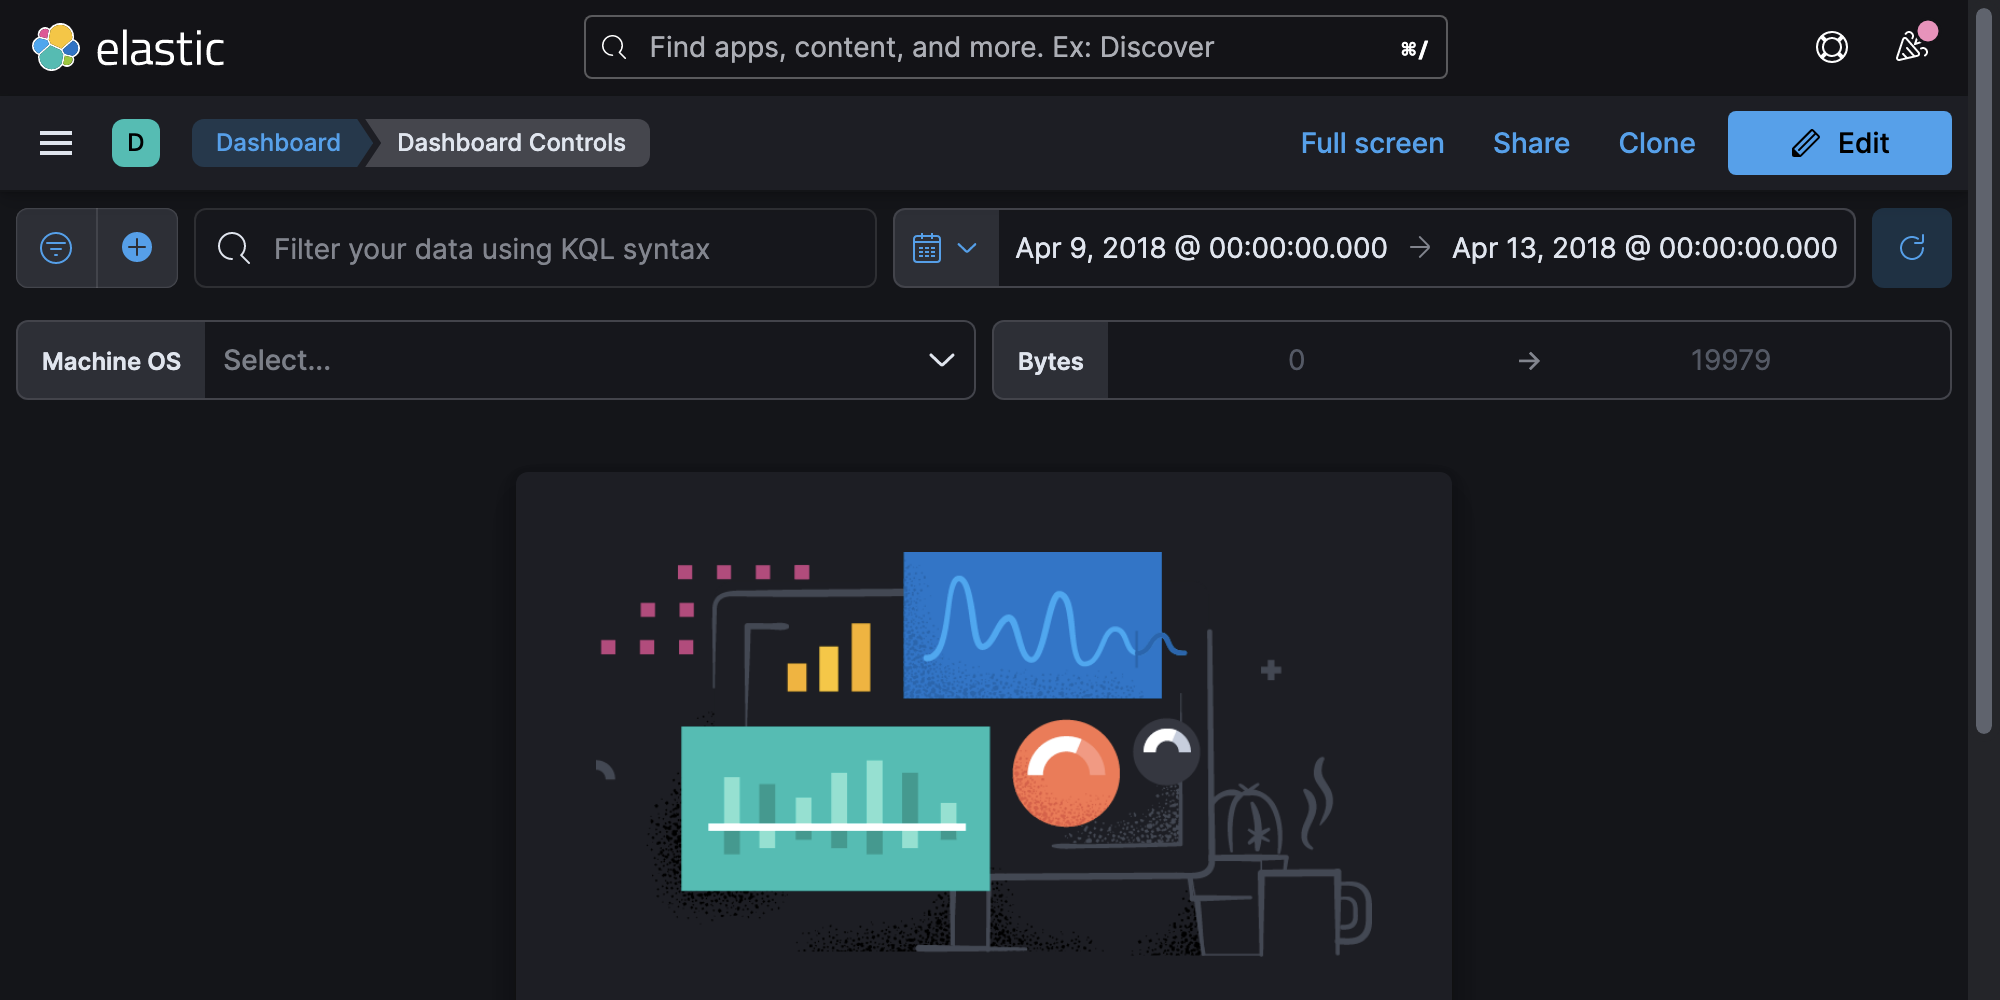 elastic
Find apps, content, and more. Ex: Discover
⌘/
D
Dashboard
Dashboard Controls
Full screen
Share
Clone
Edit
Filter your data using KQL syntax
Apr 9, 2018 @ 00:00:00.000 → Apr 13, 2018 @ 00:00:00.000
Machine OS
Select...
Bytes
0 → 19979